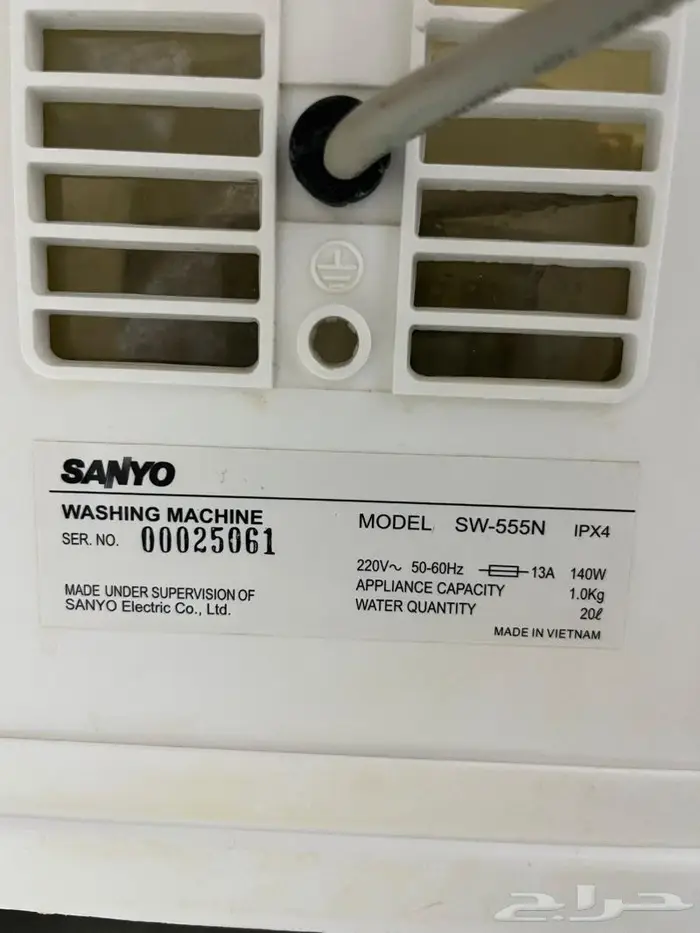 SANYO
WASHING MACHINE
SER. NO. 00025061
MADE UNDER SUPERVISION OF
SANYO Electric Co., Ltd.
MODEL SW-555N IPX4
220V~ 50-60Hz 13A 140W
APPLIANCE CAPACITY 1.0Kg
WATER QUANTITY 20ℓ
MADE IN VIETNAM
حراج